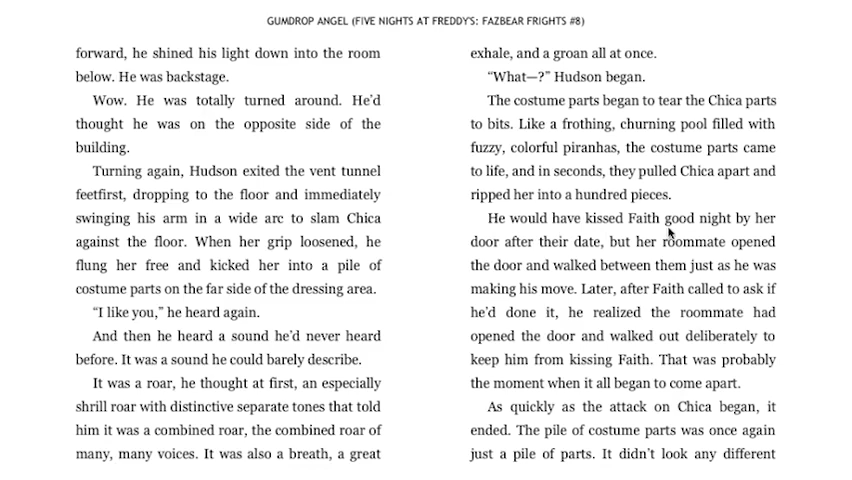 GUMDROP ANGEL (FIVE NIGHTS AT FREDDY'S: FAZBEAR FRIGHTS #8)
forward, he shined his light down into the room
below. He was backstage.
Wow. He was totally turned around. He'd
thought he was on the opposite side of the
building.
Turning again, Hudson exited the vent tunnel
feetfirst, dropping to the floor and immediately
swinging his arm in a wide arc to slam Chica
against the floor. When her grip loosened, he
flung her free and kicked her into a pile of
costume parts on the far side of the dressing area.
“I like you,” he heard again.
And then he heard a sound he'd never heard
before. It was a sound he could barely describe.
It was a roar, he thought at first, an especially
shrill roar with distinctive separate tones that told
him it was a combined roar, the combined roar of
many, many voices. It was also a breath, a great
exhale, and a groan all at once.
“What—?” Hudson began.
The costume parts began to tear the Chica parts
to bits. Like a frothing, churning pool filled with
fuzzy, colorful piranhas, the costume parts came
to life, and in seconds, they pulled Chica apart and
ripped her into a hundred pieces.
He would have kissed Faith good night by her
door after their date, but her roommate opened
the door and walked between them just as he was
making his move. Later, after Faith called to ask if
he'd done it, he realized the roommate had
opened the door and walked out deliberately to
keep him from kissing Faith. That was probably
the moment when it all began to come apart.
As quickly as the attack on Chica began, it
ended. The pile of costume parts was once again
just a pile of parts. It didn't look any different